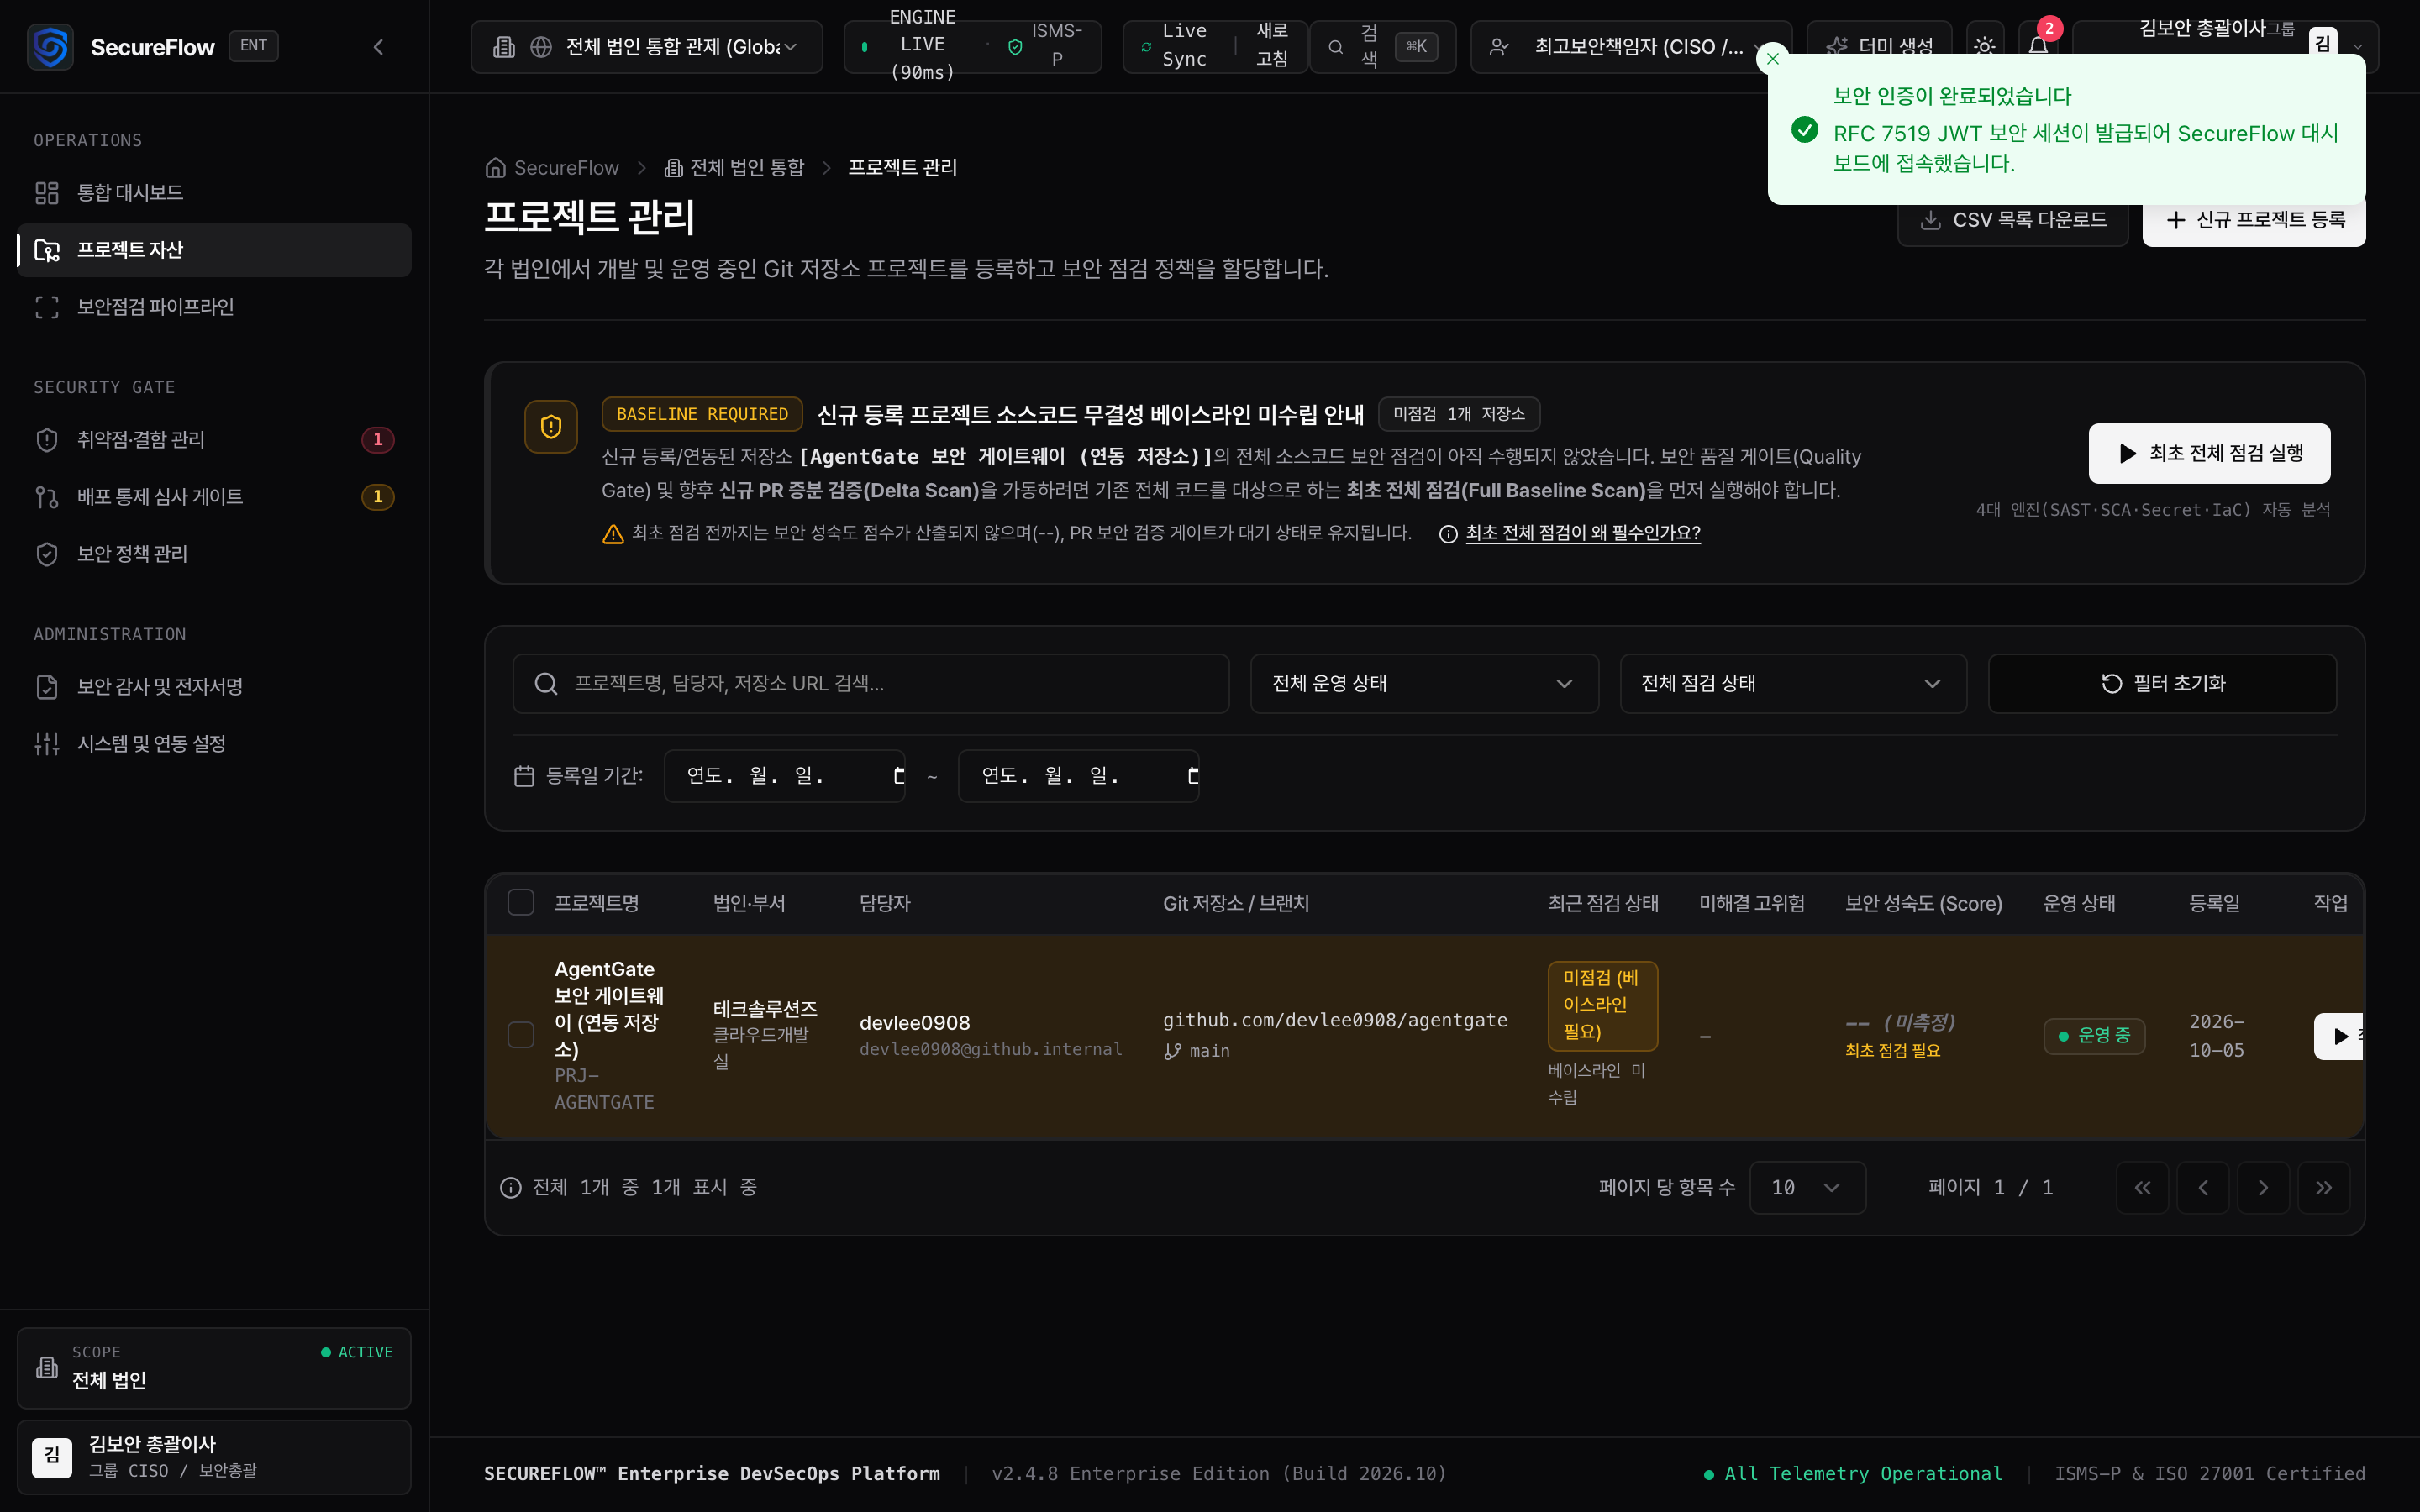 SecureFlow ENT
OPERATIONS
통합 대시보드
프로젝트 자산
보안점검 파이프라인
SECURITY GATE
취약점·결함 관리 1
배포 통제 심사 게이트 1
보안 정책 관리
ADMINISTRATION
보안 감사 및 전자서명
시스템 및 연동 설정
SCOPE ACTIVE
전체 법인
김 김보안 총괄이사
그룹 CISO / 보안총괄
전체 법인 통합 관제 (Globa
ENGINE
LIVE
(90ms)
·
ISMS-
P
Live
Sync
새로
고침
검
색
⌘K
최고보안책임자 (CISO /...
더미 생성
2
김보안 총괄이사그룹
김
보안 인증이 완료되었습니다
RFC 7519 JWT 보안 세션이 발급되어 SecureFlow 대시
보드에 접속했습니다.
SecureFlow > 전체 법인 통합 > 프로젝트 관리
프로젝트 관리
각 법인에서 개발 및 운영 중인 Git 저장소 프로젝트를 등록하고 보안 점검 정책을 할당합니다.
CSV 목록 다운로드
신규 프로젝트 등록
BASELINE REQUIRED 신규 등록 프로젝트 소스코드 무결성 베이스라인 미수립 안내 미점검 1개 저장소
신규 등록/연동된 저장소 [AgentGate 보안 게이트웨이 (연동 저장소)]의 전체 소스코드 보안 점검이 아직 수행되지 않았습니다. 보안 품질 게이트(Quality
Gate) 및 향후 신규 PR 증분 검증(Delta Scan)을 가동하려면 기존 전체 코드를 대상으로 하는 최초 전체 점검(Full Baseline Scan)을 먼저 실행해야 합니다.
최초 점검 전까지는 보안 성숙도 점수가 산출되지 않으며(--), PR 보안 검증 게이트가 대기 상태로 유지됩니다. 최초 전체 점검이 왜 필수인가요?
최초 전체 점검 실행
4대 엔진(SAST·SCA·Secret·IaC) 자동 분석
프로젝트명, 담당자, 저장소 URL 검색...
전체 운영 상태
전체 점검 상태
필터 초기화
등록일 기간: 연도. 월. 일. ~ 연도. 월. 일.
프로젝트명 법인·부서 담당자 Git 저장소 / 브랜치 최근 점검 상태 미해결 고위험 보안 성숙도 (Score) 운영 상태 등록일 작업
AgentGate
보안 게이트웨
이 (연동 저장
소)
PRJ-
AGENTGATE
테크솔루션즈
클라우드개발
실
devlee0908
devlee0908@github.internal
github.com/devlee0908/agentgate
main
미점검 (베
이스라인
필요)
베이스라인 미
수립
—
-- (미측정)
최초 점검 필요
운영 중
2026-
10-05
전체 1개 중 1개 표시 중
페이지 당 항목 수 10
페이지 1 / 1
SECUREFLOW™ Enterprise DevSecOps Platform | v2.4.8 Enterprise Edition (Build 2026.10)
All Telemetry Operational | ISMS-P & ISO 27001 Certified